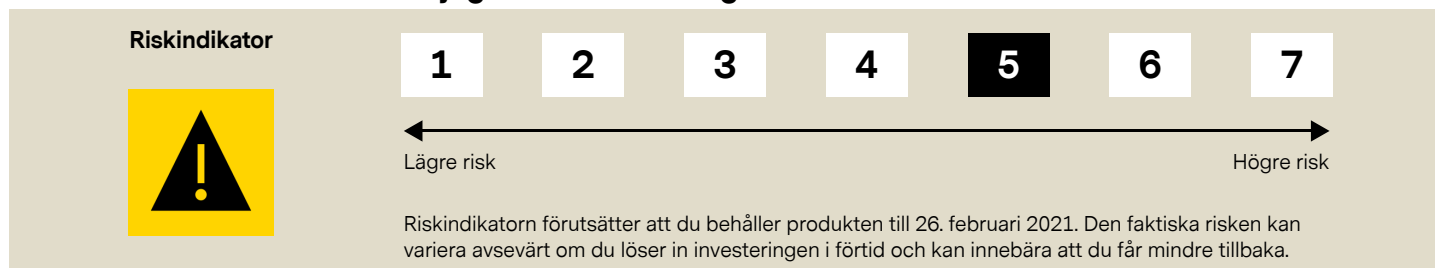 Riskindikator
1 2 3 4 5 6 7
Lägre risk Högre risk
Riskindikatorn förutsätter att du behåller produkten till 26. februari 2021. Den faktiska risken kan
variera avsevärt om du löser in investeringen i förtid och kan innebära att du får mindre tillbaka.